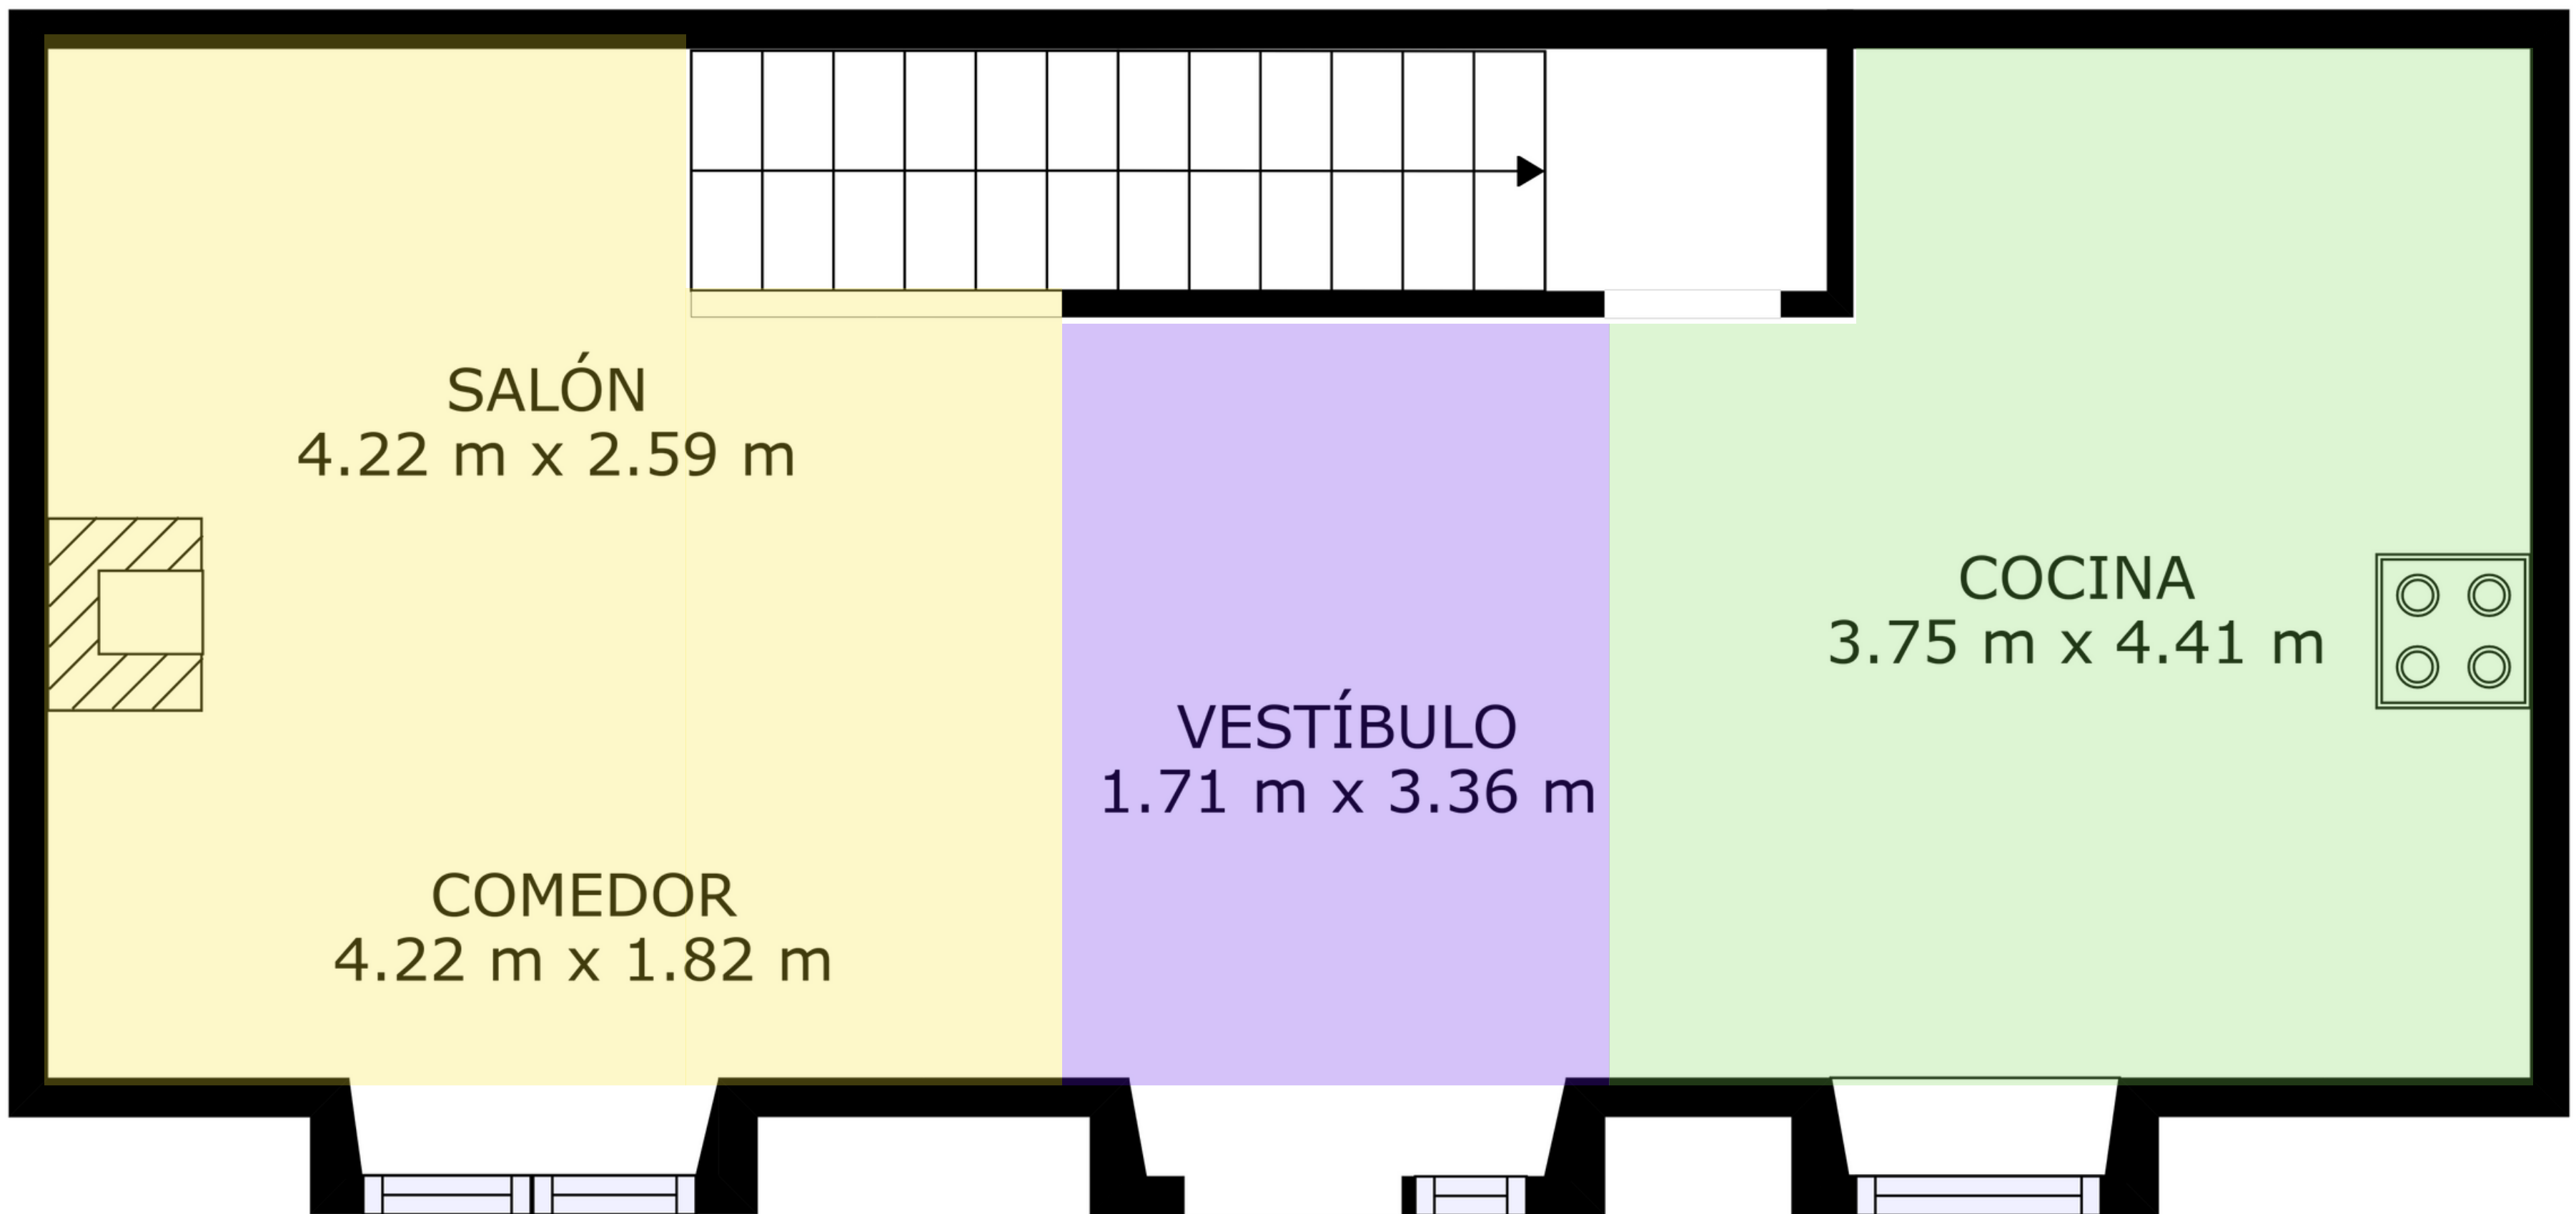 SALÓN
4.22 m x 2.59 m
COCINA
3.75 m x 4.41 m
VESTÍBULO
1.71 m x 3.36 m
COMEDOR
4.22 m x 1.82 m